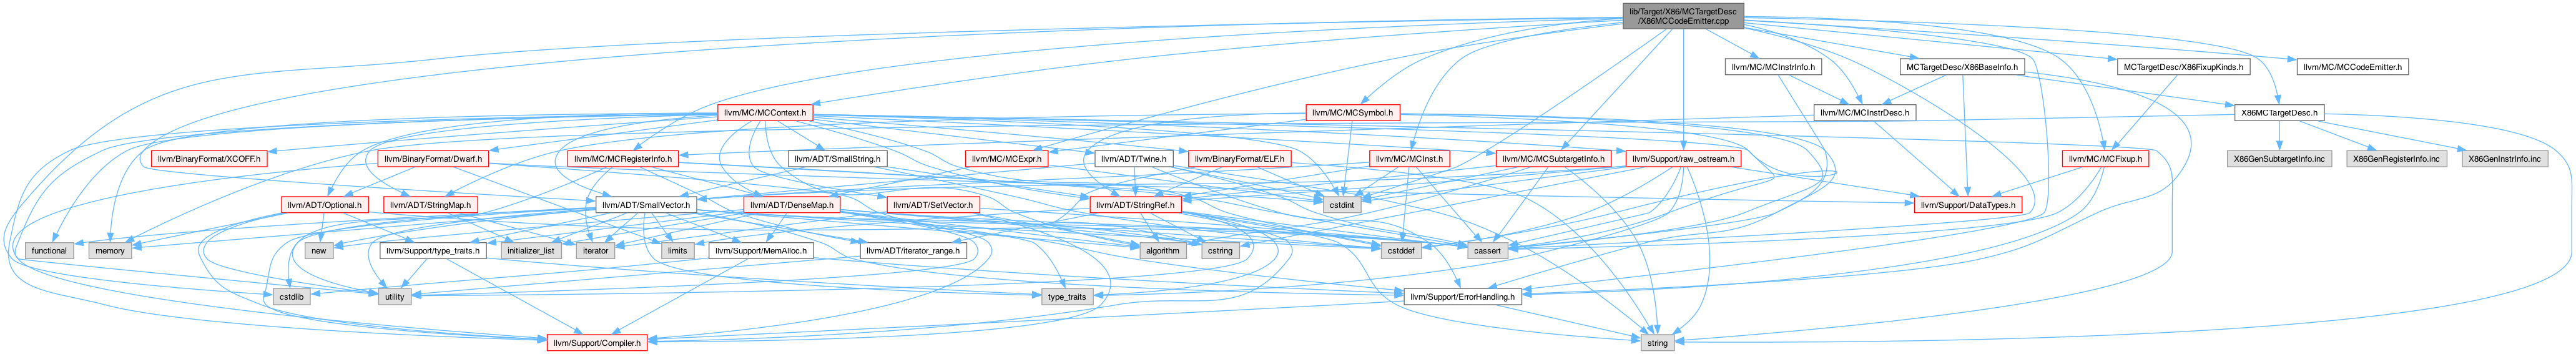 lib/Target/X86/MCTargetDesc
/X86MCCodeEmitter.cpp
llvm/MC/MCInstrInfo.h
MCTargetDesc/X86BaseInfo.h
MCTargetDesc/X86FixupKinds.h
llvm/MC/MCCodeEmitter.h
llvm/MC/MCContext.h
llvm/MC/MCSymbol.h
llvm/MC/MCInstrDesc.h
X86MCTargetDesc.h
llvm/BinaryFormat/XCOFF.h
llvm/BinaryFormat/Dwarf.h
llvm/MC/MCRegisterInfo.h
llvm/ADT/SmallString.h
llvm/MC/MCExpr.h
llvm/ADT/Twine.h
llvm/BinaryFormat/ELF.h
llvm/MC/MCInst.h
llvm/MC/MCSubtargetInfo.h
llvm/Support/raw_ostream.h
llvm/MC/MCFixup.h
X86GenSubtargetInfo.inc
X86GenRegisterInfo.inc
X86GenInstrInfo.inc
llvm/ADT/Optional.h
llvm/ADT/StringMap.h
llvm/ADT/SmallVector.h
llvm/ADT/DenseMap.h
llvm/ADT/SetVector.h
llvm/ADT/StringRef.h
cstdint
llvm/Support/DataTypes.h
functional
memory
new
llvm/Support/type_traits.h
initializer_list
iterator
limits
llvm/Support/MemAlloc.h
llvm/ADT/iterator_range.h
algorithm
cstring
cstddef
cassert
cstdlib
utility
type_traits
llvm/Support/ErrorHandling.h
llvm/Support/Compiler.h
string